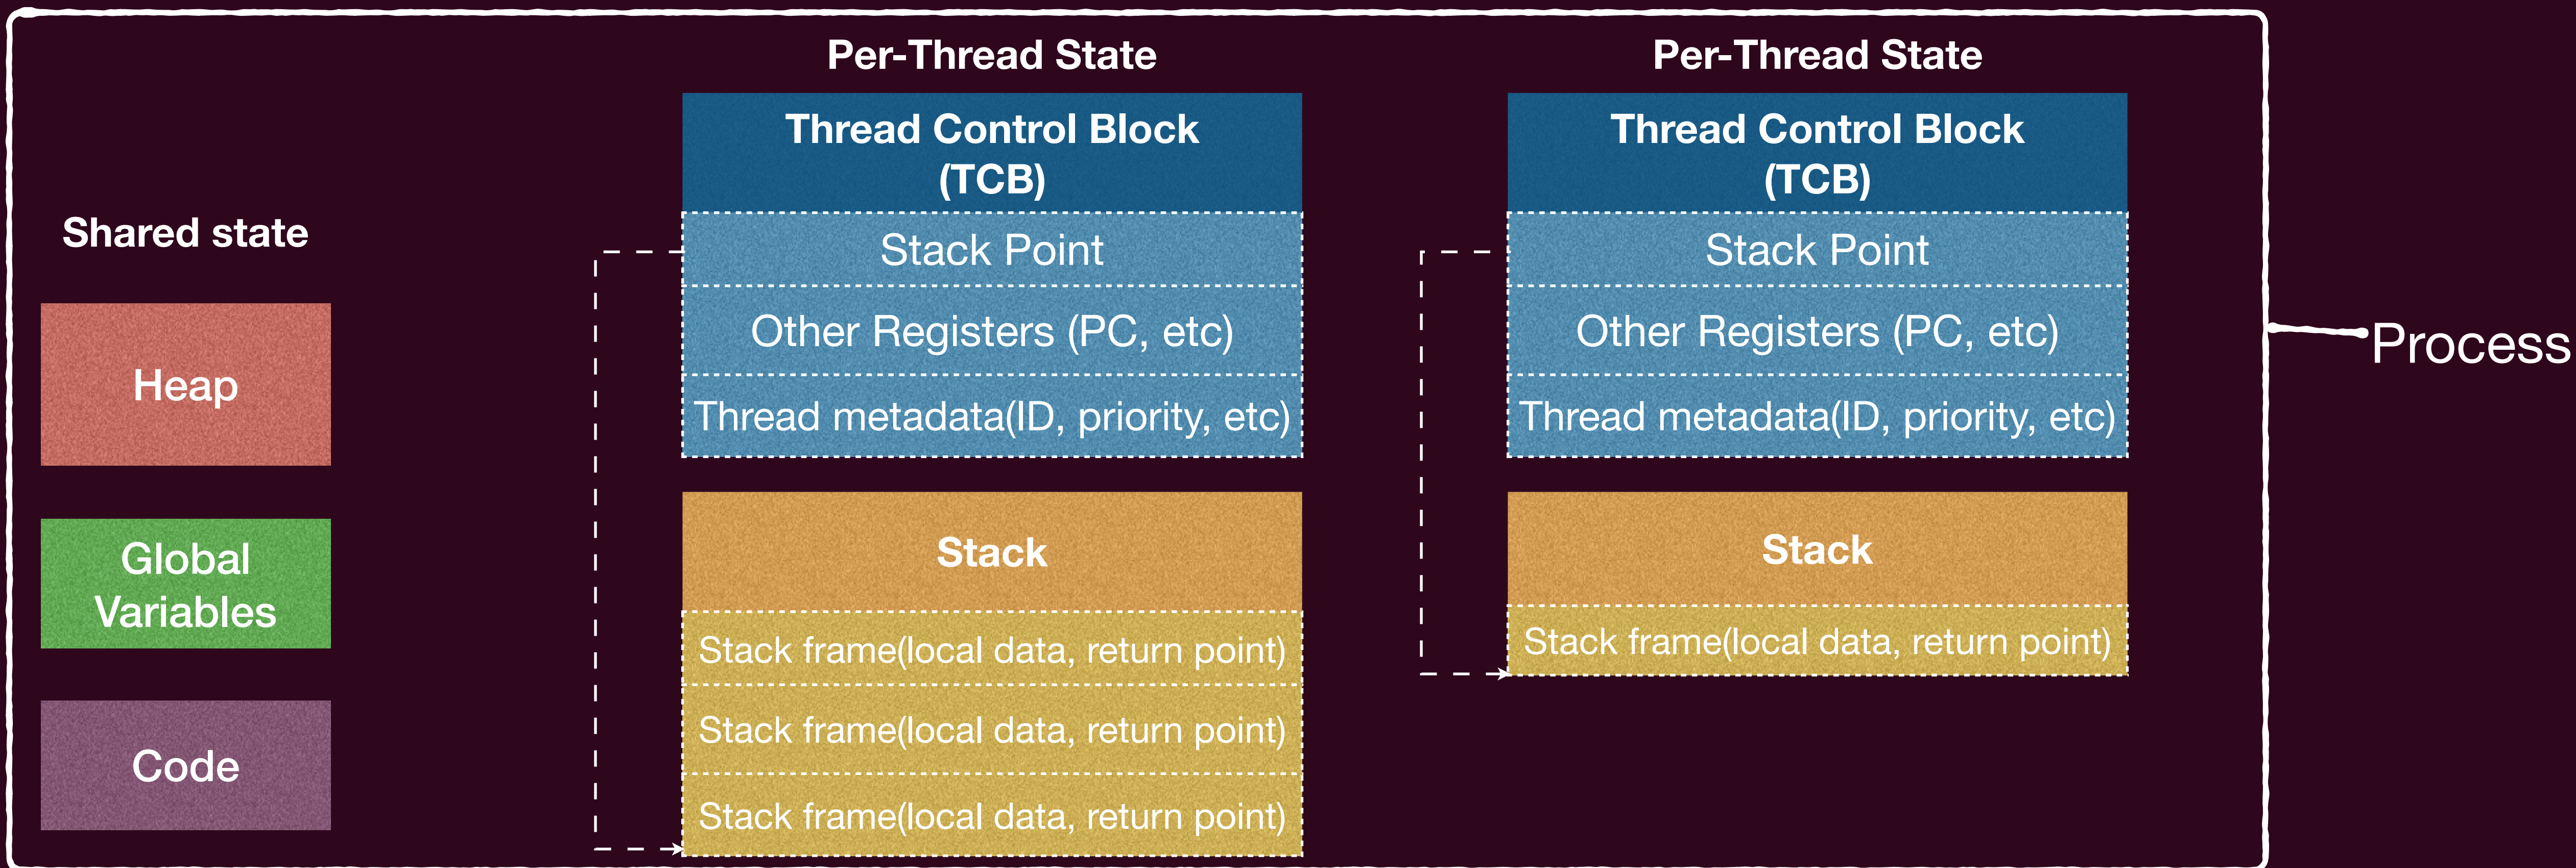 Shared state
Heap
Global
Variables
Code
Per-Thread State
Thread Control Block
(TCB)
Stack Point
Other Registers (PC, etc)
Thread metadata(ID, priority, etc)
Stack
Stack frame(local data, return point)
Stack frame(local data, return point)
Stack frame(local data, return point)
Per-Thread State
Thread Control Block
(TCB)
Stack Point
Other Registers (PC, etc)
Thread metadata(ID, priority, etc)
Stack
Stack frame(local data, return point)
Process